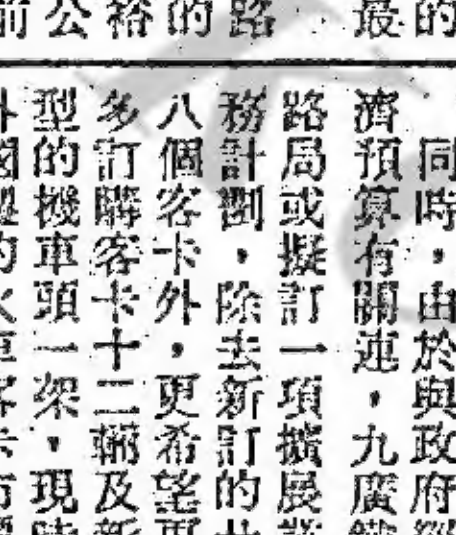 最的
前公裕的路
同時，由於與政府
濟預算有關連，九廣
路局或擬訂一項擴展
務計劃，除去新訂的
八個客卡外，更希望
多訂購客卡十二輛及新
型的機車頭一架，現時